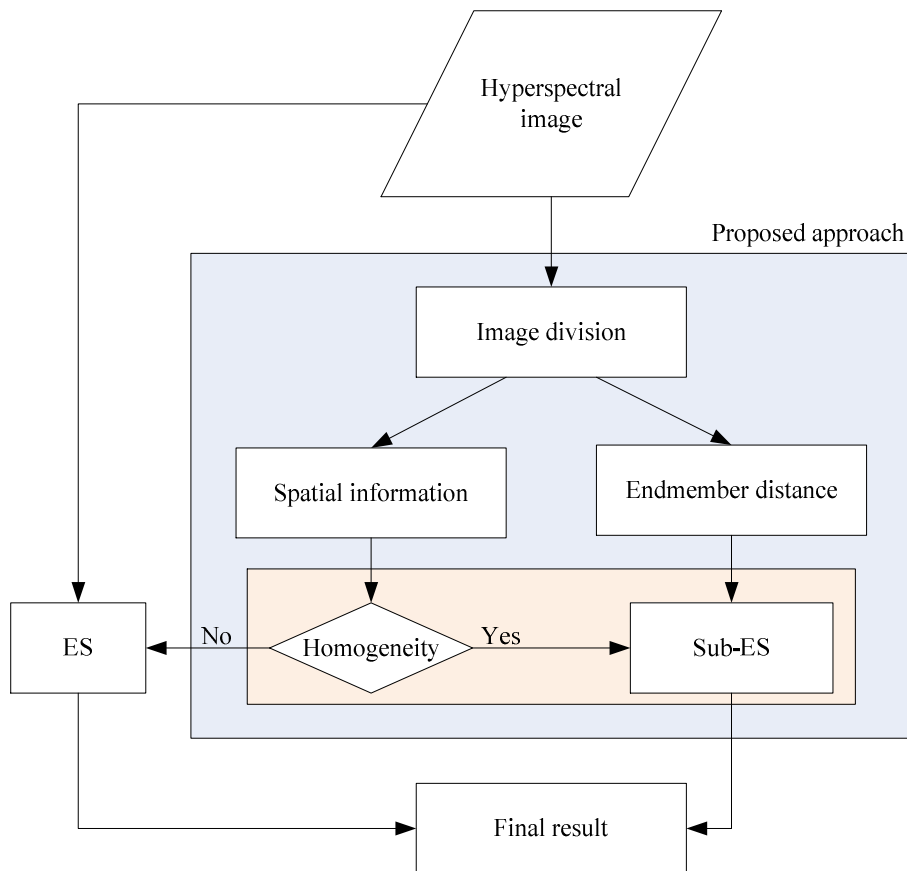 Hyperspectral
image
Proposed approach
Image division
Spatial information
Endmember distance
ES
No
Homogeneity
Yes
Sub-ES
Final result